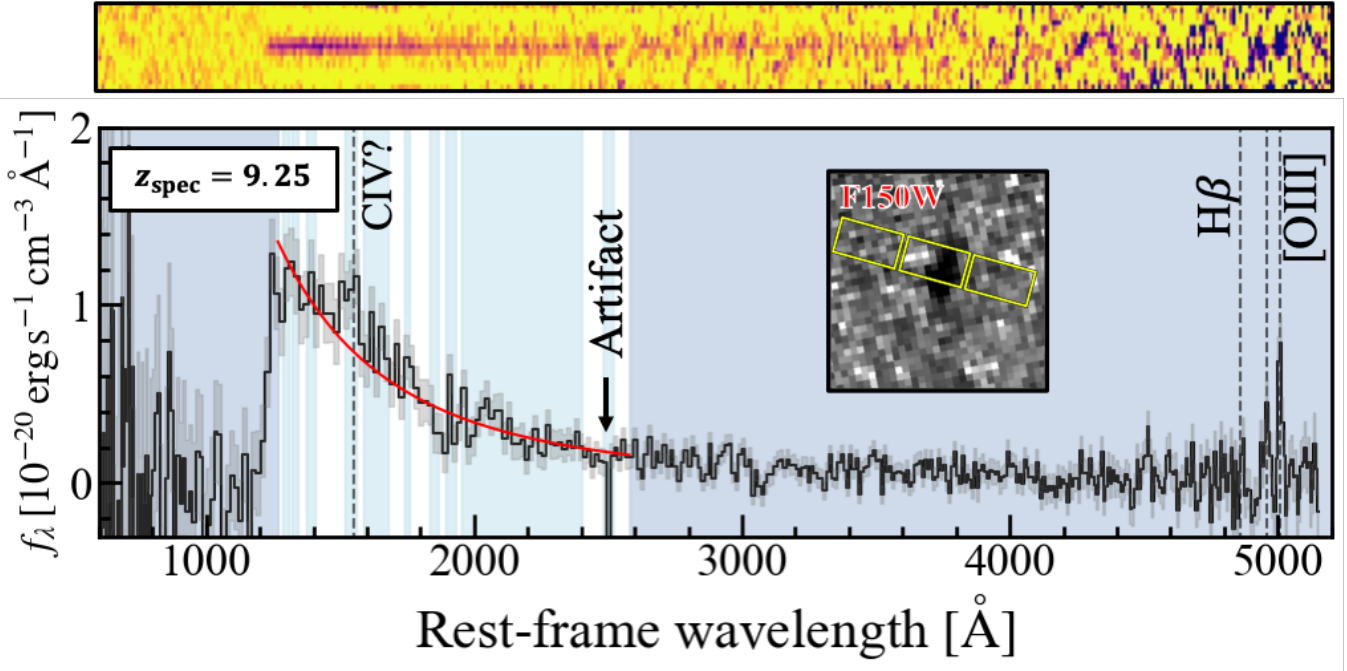 2
1
0
f_λ [10⁻²⁰ erg s⁻¹ cm⁻³ Å⁻¹]
z_spec = 9.25
CIV?
Artifact
F150W
Hβ
[OIII]
1000 2000 3000 4000 5000
Rest-frame wavelength [Å]